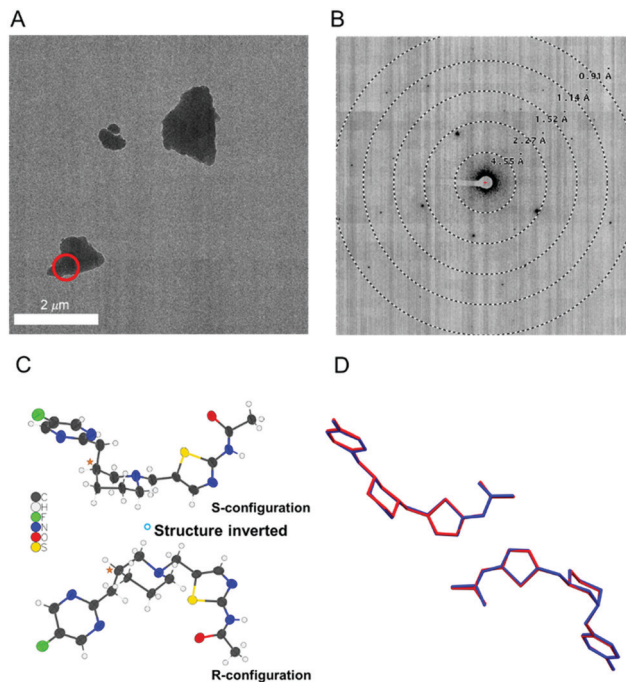 A
B
2 μm
0.91 Å
1.14 Å
1.52 Å
2.27 Å
4.55 Å
C
D
C
H
F
N
O
S
S-configuration
Structure inverted
R-configuration